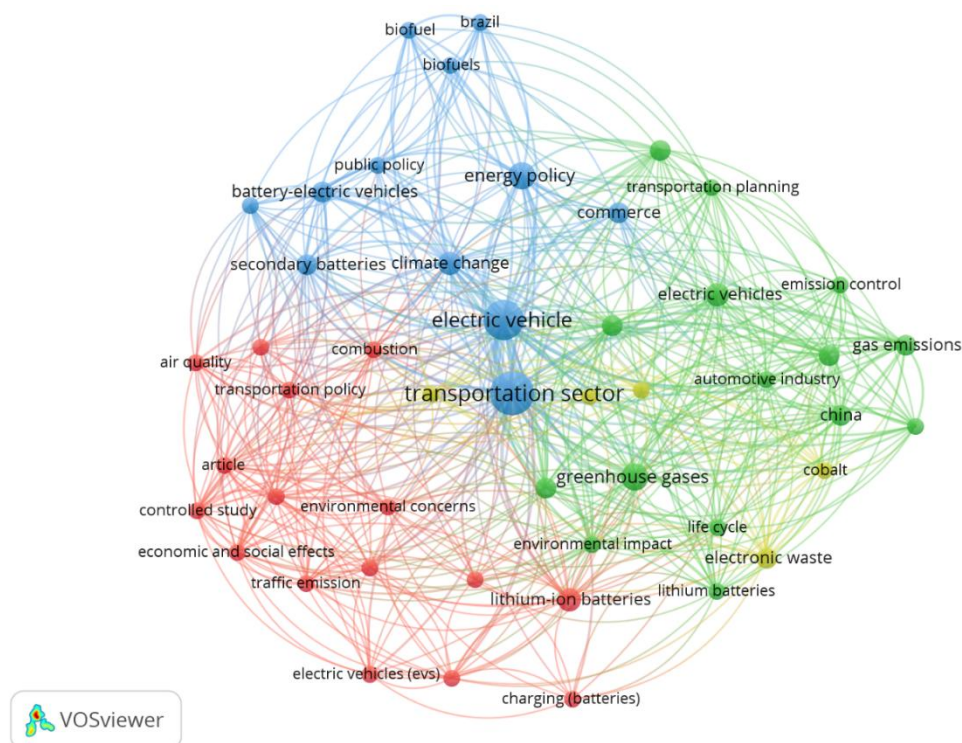 biofuel
brazil
biofuels
public policy
energy policy
transportation planning
battery-electric vehicles
commerce
secondary batteries
climate change
emission control
electric vehicles
electric vehicle
gas emissions
combustion
air quality
automotive industry
transportation policy
transportation sector
china
article
cobalt
greenhouse gases
environmental concerns
controlled study
life cycle
environmental impact
economic and social effects
electronic waste
traffic emission
lithium batteries
lithium-ion batteries
electric vehicles (evs)
charging (batteries)
VOSviewer